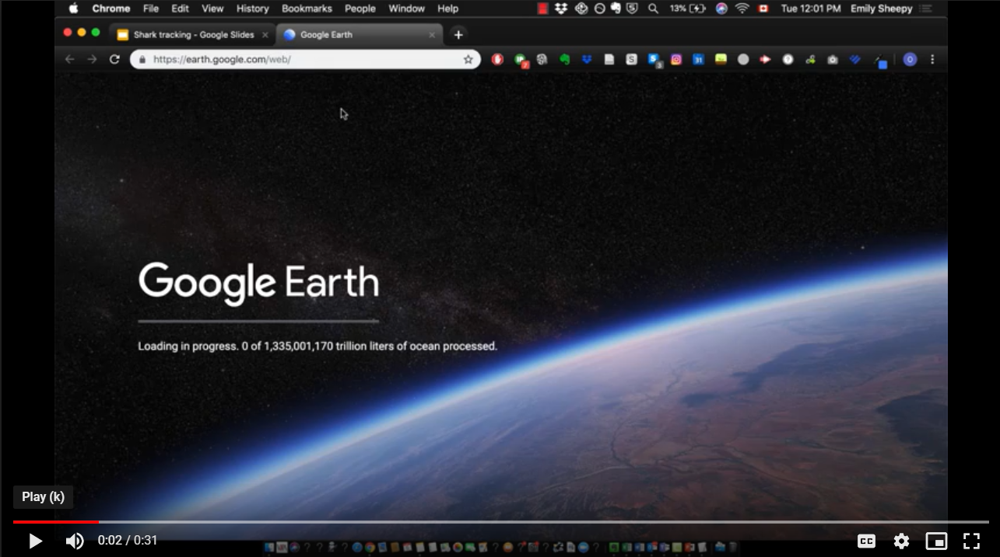 Chrome File Edit View History Bookmarks People Window Help 13% Tue 12:01 PM Emily Sheepy
Shark tracking - Google Slides Google Earth
https://earth.google.com/web/
Google Earth
Loading in progress. 0 of 1,335,001,170 trillion liters of ocean processed.
Play (k)
0:02 / 0:31 CC